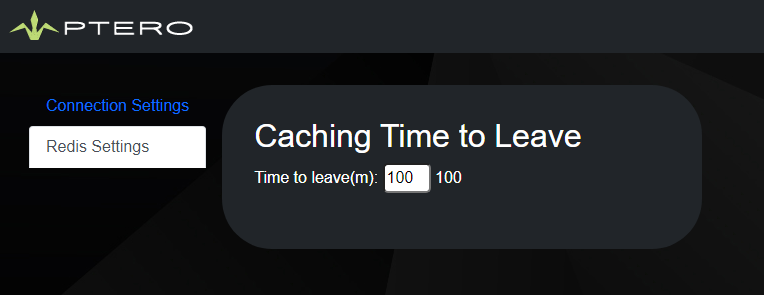 PTERO
Connection Settings
Redis Settings
Caching Time to Leave
Time to leave(m): 100 100